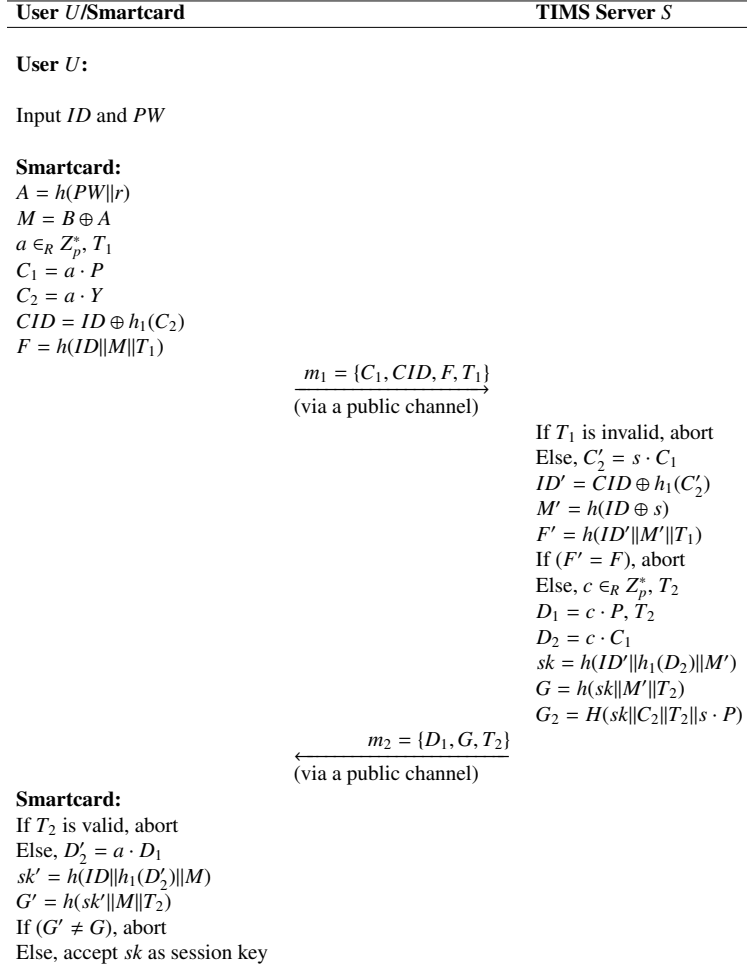 User U/Smartcard TIMS Server S
User U:
Input ID and PW
Smartcard:
A = h(PW||r)
M = B ⊕ A
a ∈R Z*p, T1
C1 = a · P
C2 = a · Y
CID = ID ⊕ h1(C2)
F = h(ID||M||T1)
m1 = {C1, CID, F, T1}
(via a public channel)
If T1 is invalid, abort
Else, C′2 = s · C1
ID′ = CID ⊕ h1(C′2)
M′ = h(ID ⊕ s)
F′ = h(ID′||M′||T1)
If (F′ = F), abort
Else, c ∈R Z*p, T2
D1 = c · P, T2
D2 = c · C1
sk = h(ID′||h1(D2)||M′)
G = h(sk||M′||T2)
G2 = H(sk||C2||T2||s · P)
m2 = {D1, G, T2}
(via a public channel)
Smartcard:
If T2 is valid, abort
Else, D′2 = a · D1
sk′ = h(ID||h1(D′2)||M)
G′ = h(sk′||M||T2)
If (G′ ≠ G), abort
Else, accept sk as session key